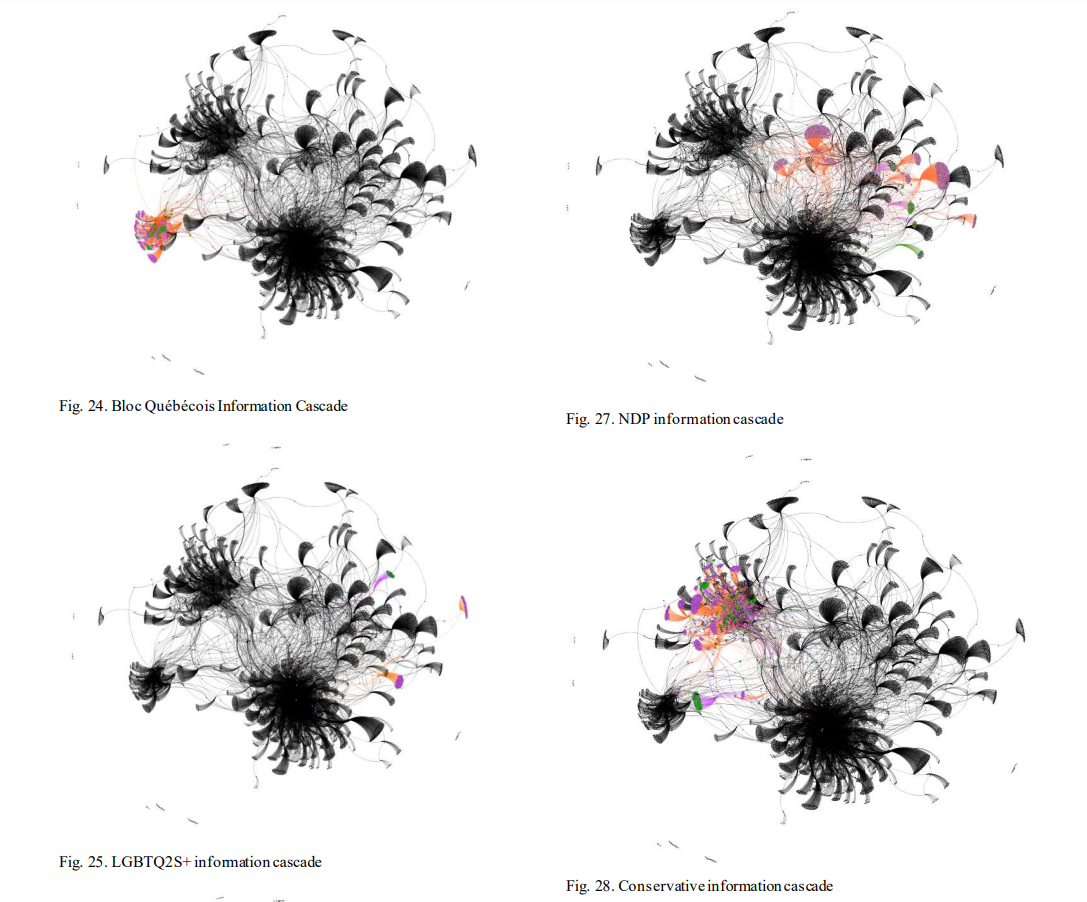 Fig. 24. Bloc Québécois Information Cascade
Fig. 27. NDP information cascade
Fig. 25. LGBTQ2S+ information cascade
Fig. 28. Conservative information cascade